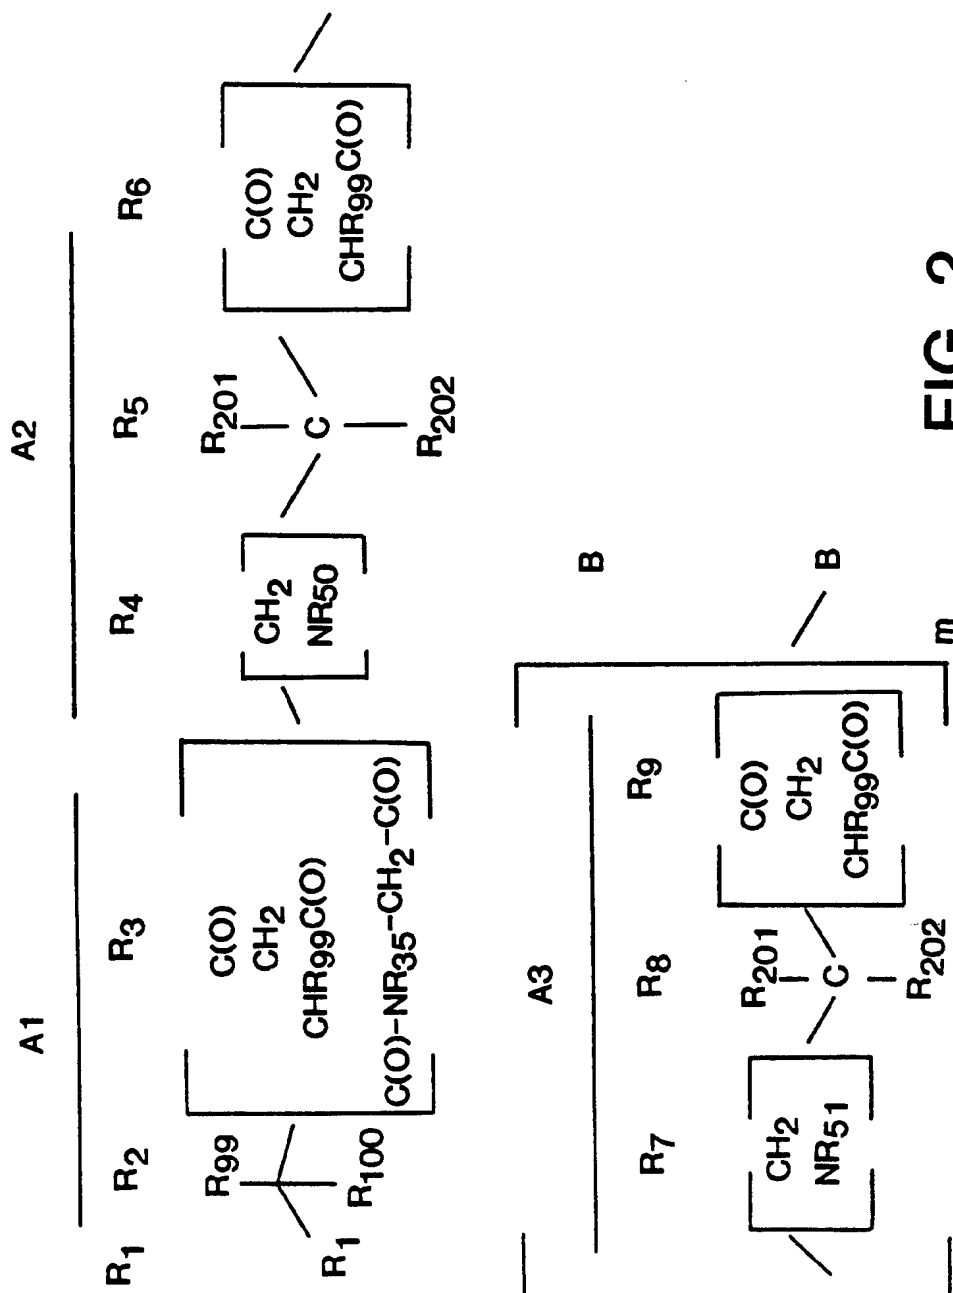 A1 A2
R1 R2 R3 R4 R5 R6
R99 C(O) CH2 R201 C(O)
CH2 NR50 C CH2
R1 R100 CHR99C(O) R202 CHR99C(O)
C(O)–NR35–CH2–C(O)
A3 B
R7 R8 R9
CH2 R201 C(O) B
NR51 C CH2
R202 CHR99C(O)
m
FIG. 2